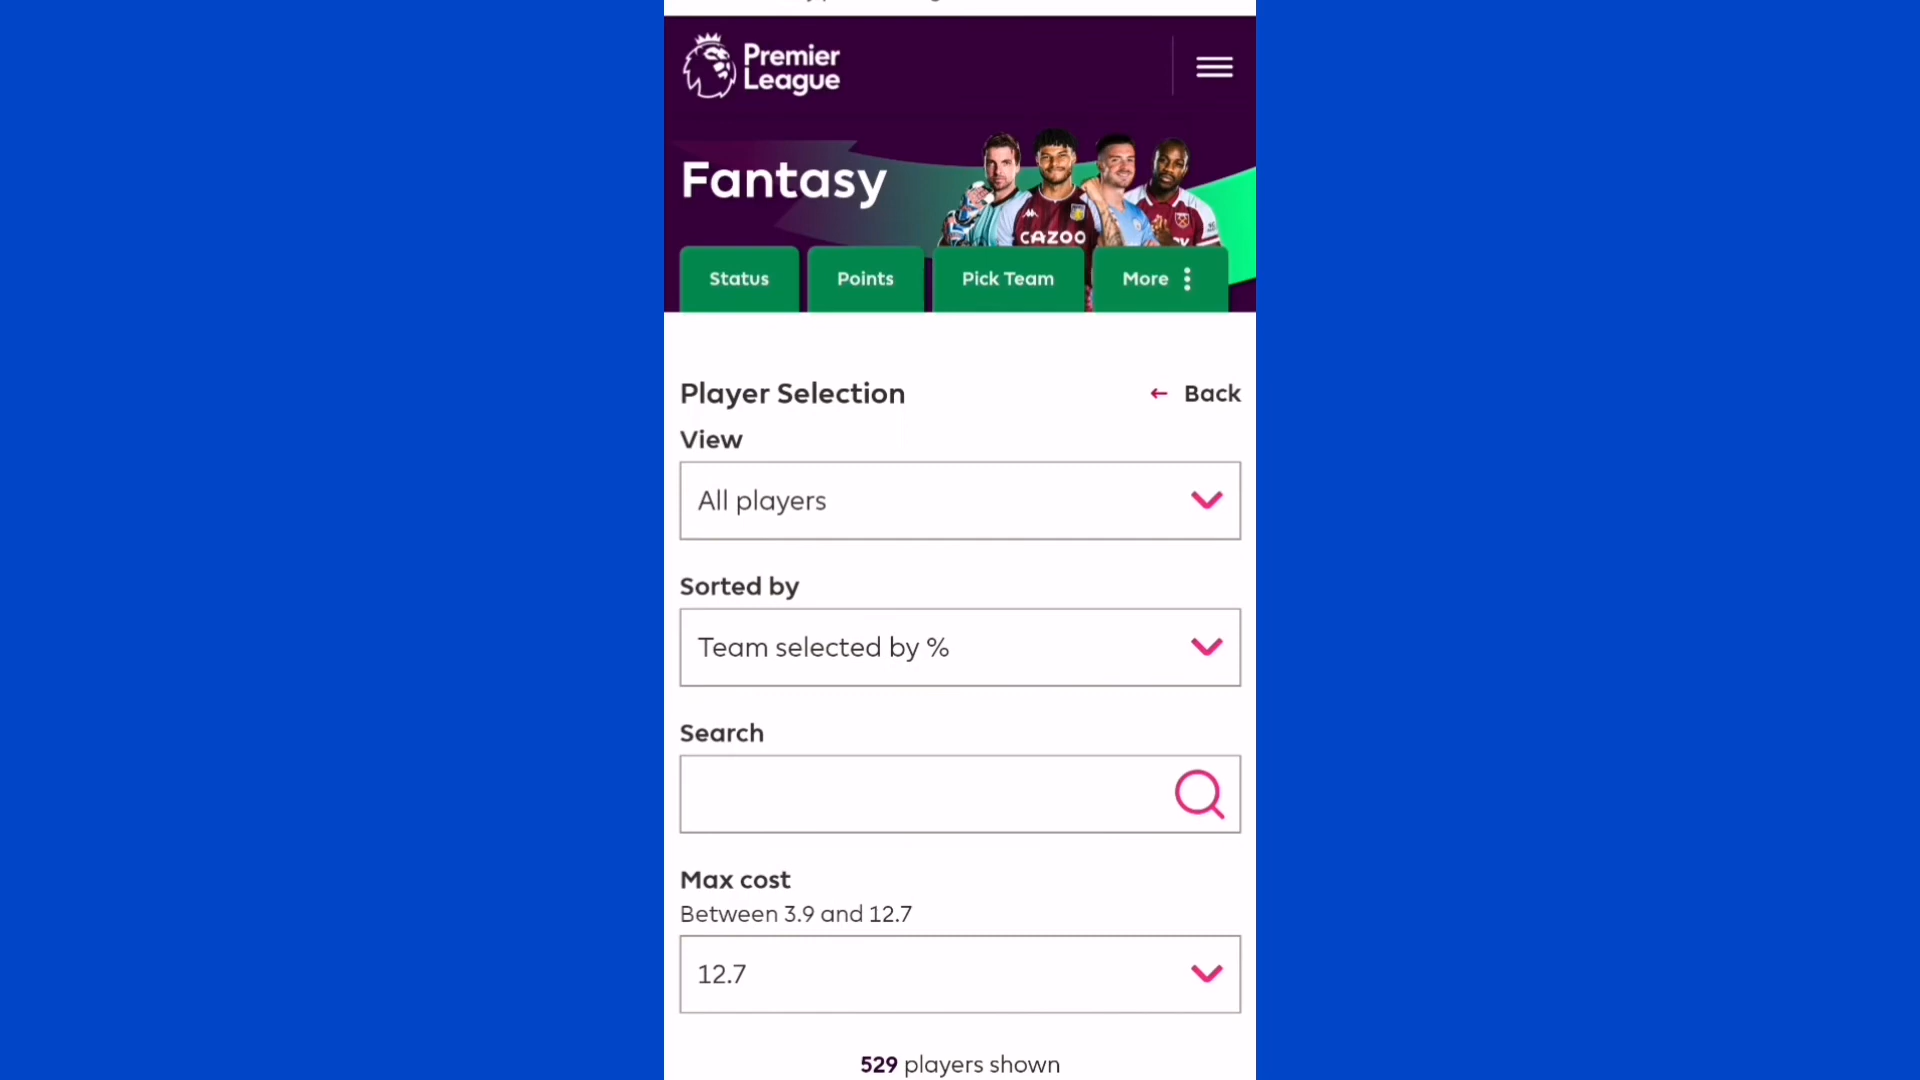 Premier
League
Fantasy
CAZOO
Status
Points
Pick Team
More
Player Selection
Back
View
All players
Sorted by
Team selected by %
Search
Max cost
Between 3.9 and 12.7
12.7
529 players shown